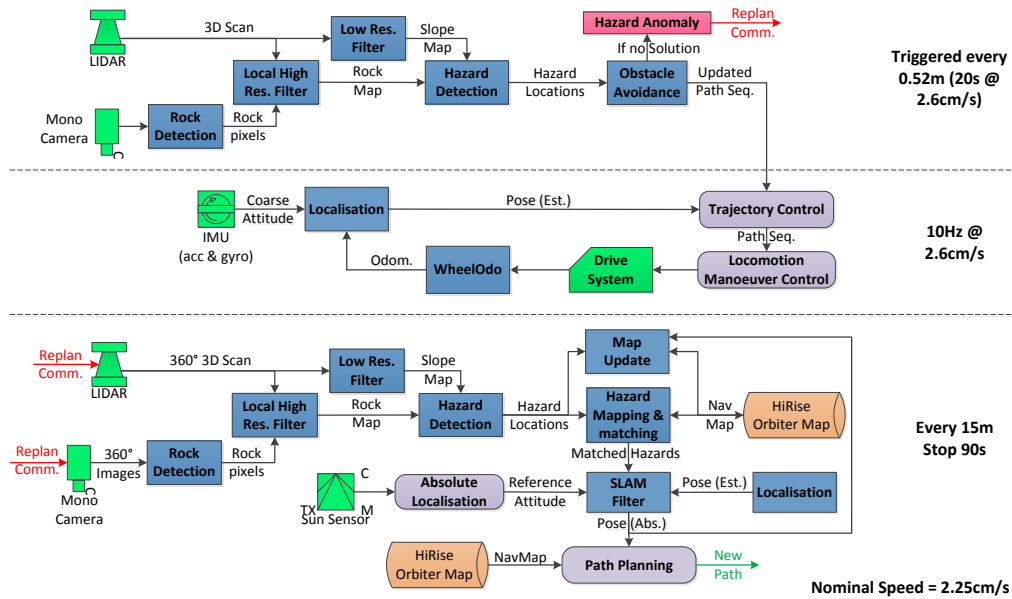 3D Scan
LIDAR
Low Res.
Filter
Slope
Map
Local High
Res. Filter
Rock
Map
Hazard
Detection
Hazard
Locations
Obstacle
Avoidance
If no Solution
Hazard Anomaly
Replan
Comm.
Updated
Path Seq.
Mono
Camera
C
Rock
Detection
Rock
pixels
Triggered every
0.52m (20s @
2.6cm/s)
IMU
(acc & gyro)
Coarse
Attitude
Localisation
Pose (Est.)
Trajectory Control
Path Seq.
Locomotion
Manoeuver Control
Drive
System
WheelOdo
Odom.
10Hz @
2.6cm/s
Replan
Comm.
LIDAR
360° 3D Scan
Low Res.
Filter
Slope
Map
Local High
Res. Filter
Rock
Map
Hazard
Detection
Hazard
Locations
Map
Update
Hazard
Mapping &
matching
Nav
Map
HiRise
Orbiter Map
Replan
Comm.
C
Mono
Camera
360°
Images
Rock
Detection
Rock
pixels
Matched Hazards
C
TX
M
Sun Sensor
Absolute
Localisation
Reference
Attitude
SLAM
Filter
Pose (Est.)
Localisation
Pose (Abs.)
HiRise
Orbiter Map
NavMap
Path Planning
New
Path
Every 15m
Stop 90s
Nominal Speed = 2.25cm/s